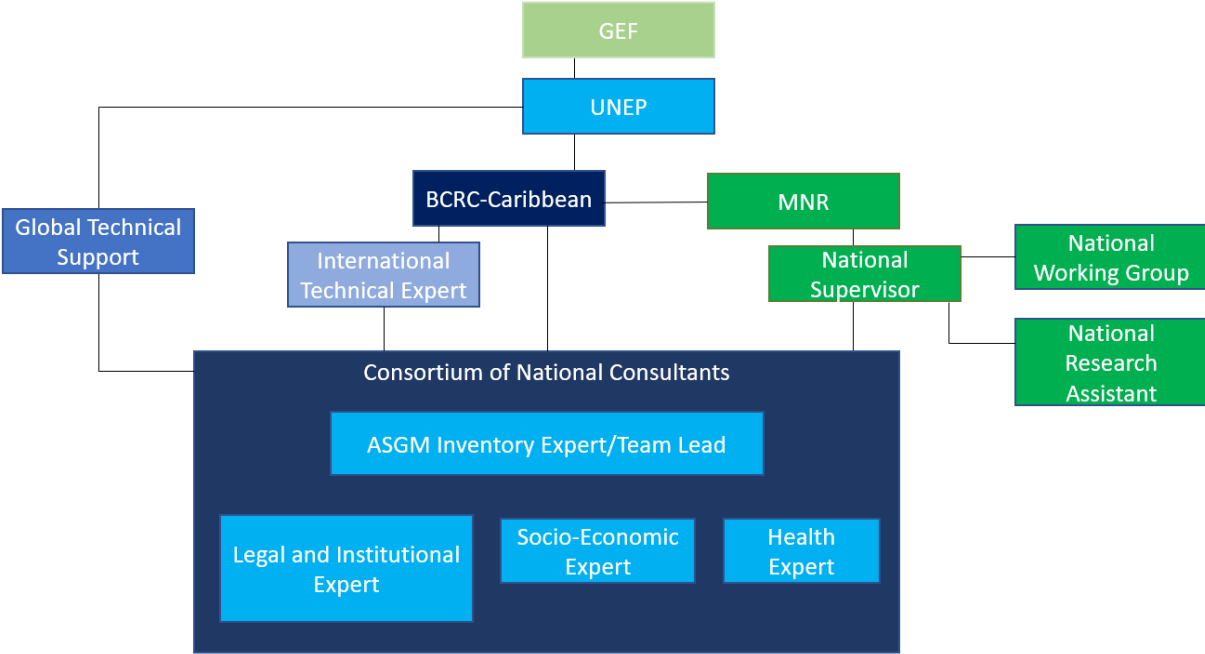 GEF
UNEP
BCRC-Caribbean
MNR
Global Technical
Support
International
Technical Expert
National
Supervisor
National
Working Group
National
Research
Assistant
Consortium of National Consultants
ASGM Inventory Expert/Team Lead
Legal and Institutional
Expert
Socio-Economic
Expert
Health
Expert